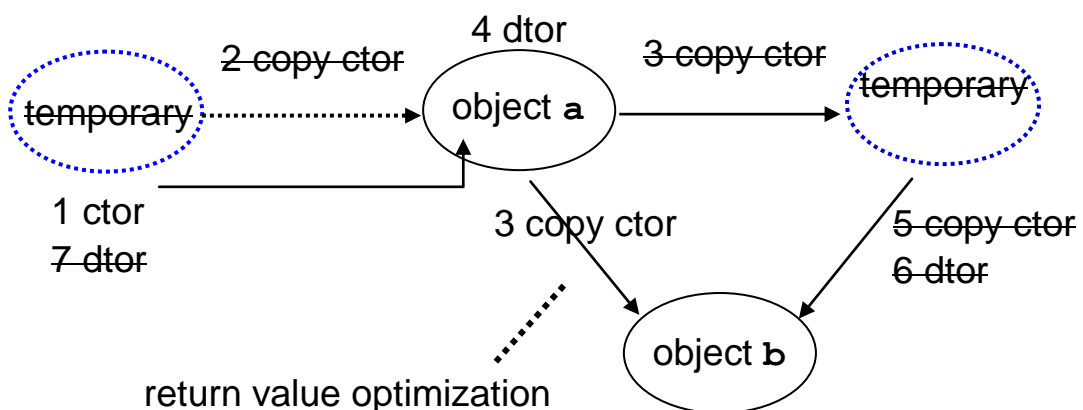 4 dtor
2 copy ctor
3 copy ctor
temporary
object a
temporary
1 ctor
7 dtor
3 copy ctor
5 copy ctor
6 dtor
object b
return value optimization